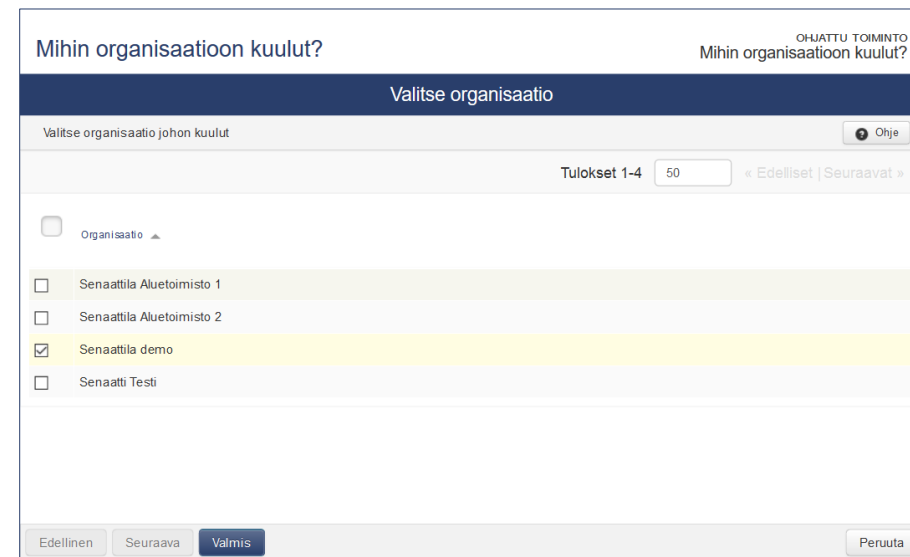 Mihin organisaatioon kuulut?
OHJATTU TOIMINTO
Mihin organisaatioon kuulut?
Valitse organisaatio
Valitse organisaatio johon kuulut
Ohje
Tulokset 1-4 50 « Edelliset | Seuraavat »
Organisaatio
Senaattila Aluetoimisto 1
Senaattila Aluetoimisto 2
Senaattila demo
Senaatti Testi
Edellinen Seuraava Valmis Peruuta